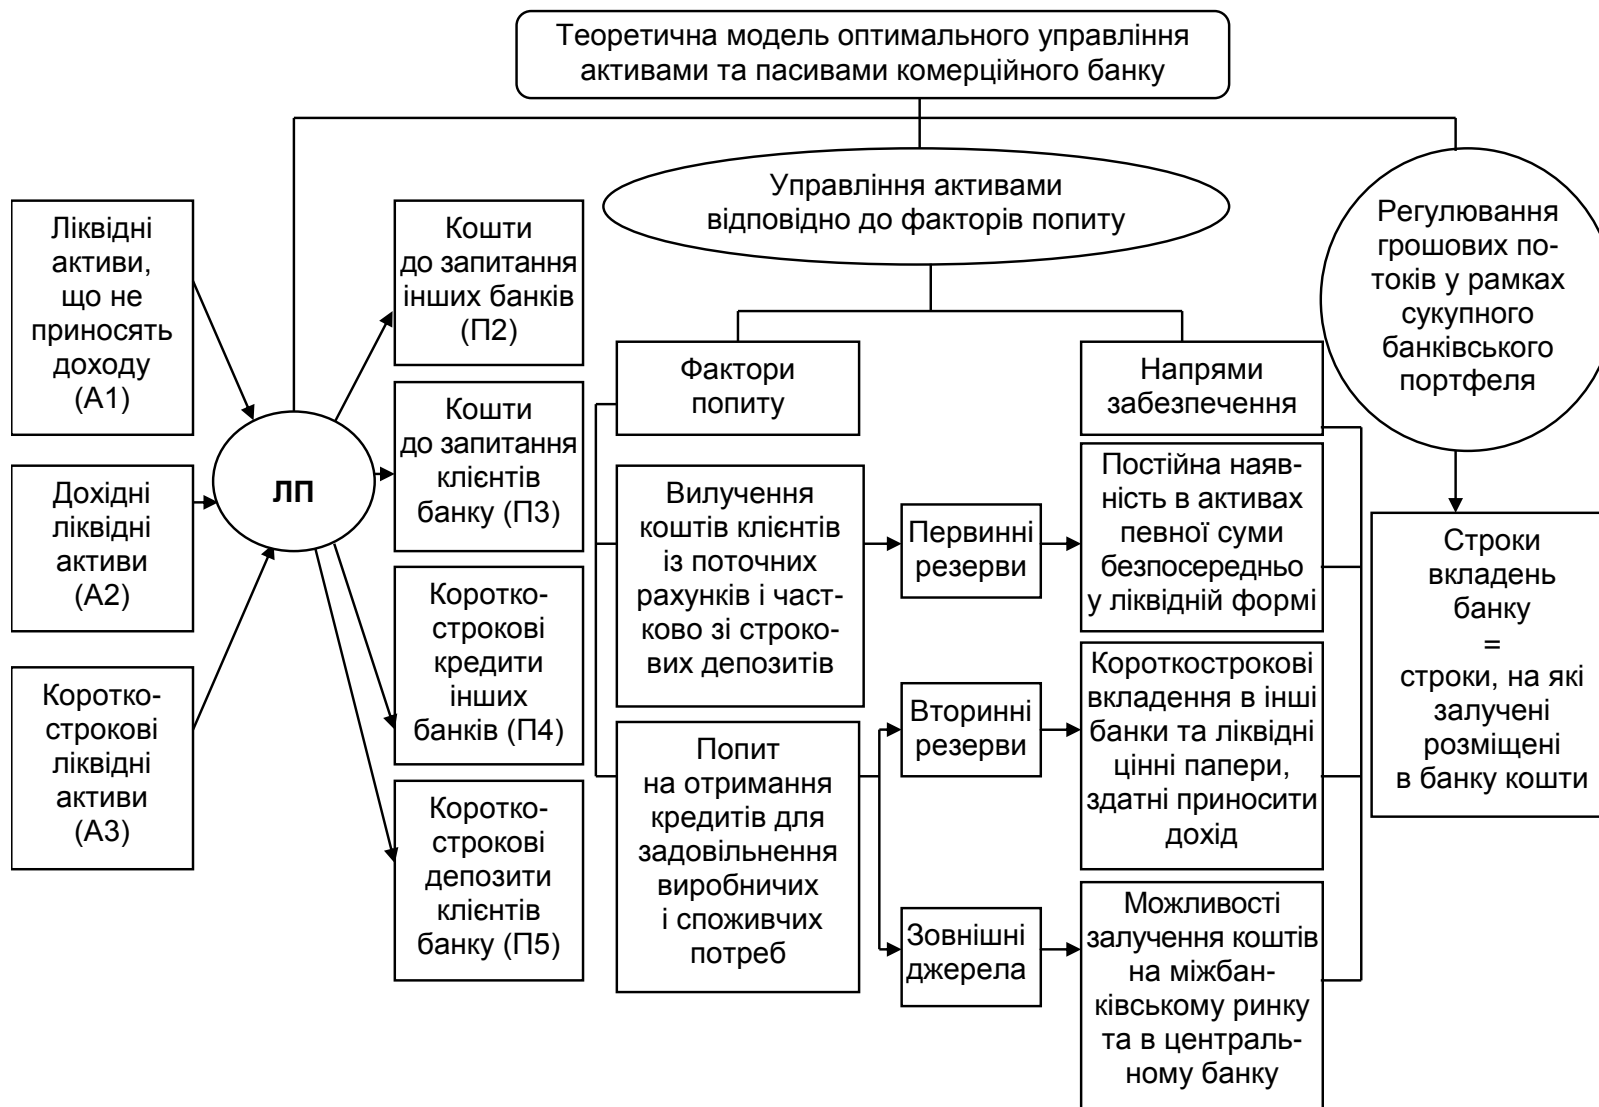 Теоретична модель оптимального управління
активами та пасивами комерційного банку
Ліквідні
активи,
що не
приносять
доходу
(А1)
Дохідні
ліквідні
активи
(А2)
Коротко-
строкові
ліквідні
активи
(А3)
ЛП
Кошти
до запитання
інших банків
(П2)
Кошти
до запитання
клієнтів
банку (П3)
Коротко-
строкові
кредити
інших
банків (П4)
Коротко-
строкові
депозити
клієнтів
банку (П5)
Управління активами
відповідно до факторів попиту
Фактори
попиту
Вилучення
коштів клієнтів
із поточних
рахунків і част-
ково зі строко-
вих депозитів
Попит
на отримання
кредитів для
задовільнення
виробничих
і споживчих
потреб
Первинні
резерви
Вторинні
резерви
Зовнішні
джерела
Напрями
забезпечення
Постійна наяв-
ність в активах
певної суми
безпосередньо
у ліквідній формі
Короткострокові
вкладення в інші
банки та ліквідні
цінні папери,
здатні приносити
дохід
Можливості
залучення коштів
на міжбан-
ківському ринку
та в централь-
ному банку
Регулювання
грошових по-
токів у рамках
сукупного
банківського
портфеля
Строки
вкладень
банку
=
строки, на які
залучені
розміщені
в банку кошти